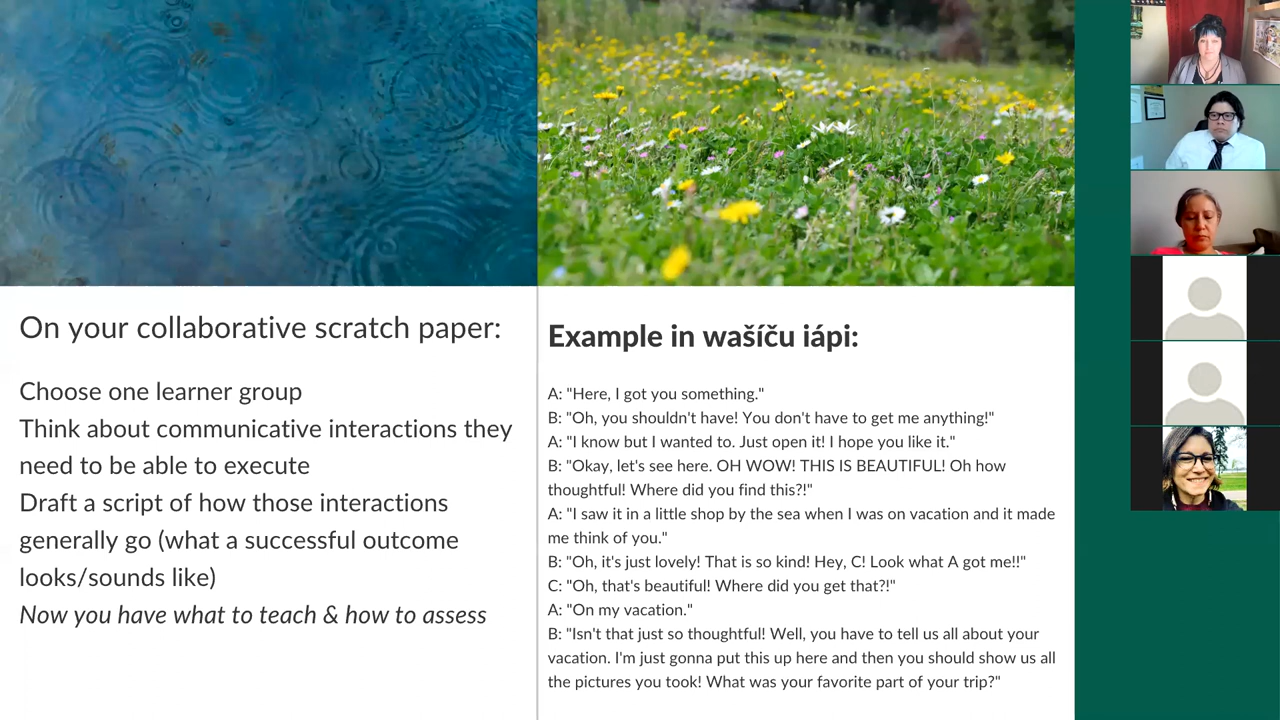 On your collaborative scratch paper:
Choose one learner group
Think about communicative interactions they
need to be able to execute
Draft a script of how those interactions
generally go (what a successful outcome
looks/sounds like)
Now you have what to teach & how to assess
Example in wašíču iápi:
A: "Here, I got you something."
B: "Oh, you shouldn't have! You don't have to get me anything!"
A: "I know but I wanted to. Just open it! I hope you like it."
B: "Okay, let's see here. OH WOW! THIS IS BEAUTIFUL! Oh how
thoughtful! Where did you find this?!"
A: "I saw it in a little shop by the sea when I was on vacation and it made
me think of you."
B: "Oh, it's just lovely! That is so kind! Hey, C! Look what A got me!!"
C: "Oh, that's beautiful! Where did you get that?!"
A: "On my vacation."
B: "Isn't that just so thoughtful! Well, you have to tell us all about your
vacation. I'm just gonna put this up here and then you should show us all
the pictures you took! What was your favorite part of your trip?"